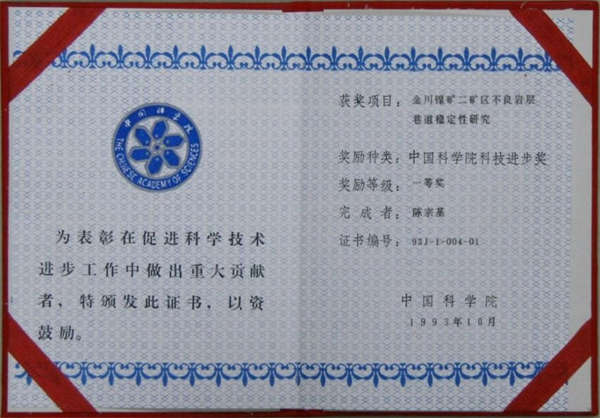 中国科学院
THE CHINESE ACADEMY OF SCIENCES
为表彰在促进科学技术
进步工作中做出重大贡献
者，特颁发此证书，以资
鼓励。
获奖项目：金川镍矿二矿区不良岩层
巷道稳定性研究
奖励种类：中国科学院科技进步奖
奖励等级：一等奖
完成者：陈宗基
证书编号：93J-1-004-01
中国科学院
1993年10月